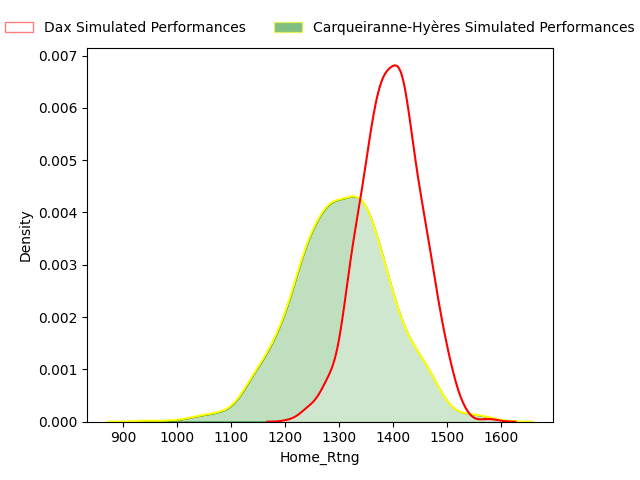 Dax Simulated Performances
Carqueiranne-Hyères Simulated Performances
0.007
0.006
0.005
0.004
0.003
0.002
0.001
0.000
Density
900 1000 1100 1200 1300 1400 1500 1600
Home_Rtng